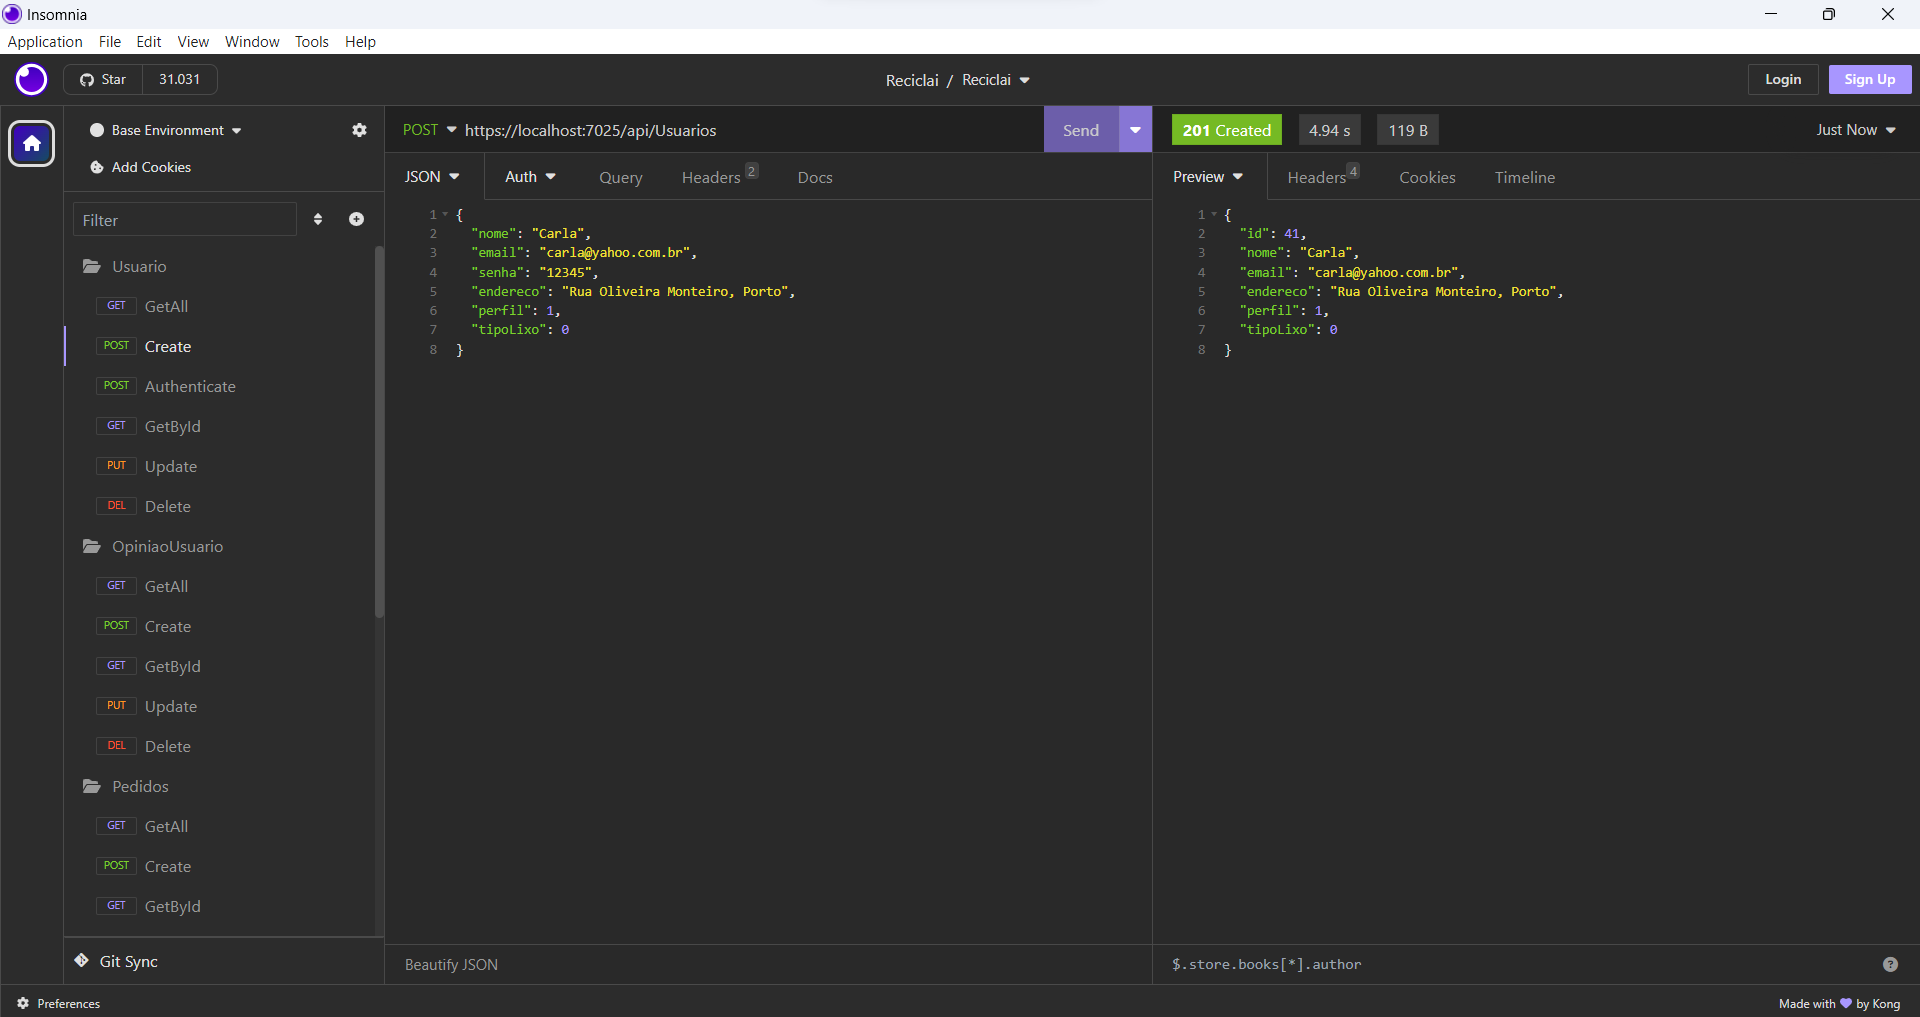 Insomnia
Application File Edit View Window Tools Help
Star 31.031
Reciclai / Reciclai
Login Sign Up
Base Environment
Add Cookies
Filter
Usuario
GET GetAll
POST Create
POST Authenticate
GET GetById
PUT Update
DEL Delete
OpiniaoUsuario
GET GetAll
POST Create
GET GetById
PUT Update
DEL Delete
Pedidos
GET GetAll
POST Create
GET GetById
Git Sync
Preferences
POST https://localhost:7025/api/Usuarios Send
JSON Auth Query Headers 2 Docs
1 {
2 "nome": "Carla",
3 "email": "carla@yahoo.com.br",
4 "senha": "12345",
5 "endereco": "Rua Oliveira Monteiro, Porto",
6 "perfil": 1,
7 "tipoLixo": 0
8 }
Beautify JSON
201 Created 4.94 s 119 B Just Now
Preview Headers 4 Cookies Timeline
1 {
2 "id": 41,
3 "nome": "Carla",
4 "email": "carla@yahoo.com.br",
5 "endereco": "Rua Oliveira Monteiro, Porto",
6 "perfil": 1,
7 "tipoLixo": 0
8 }
$.store.books[*].author ?
Made with 💜 by Kong